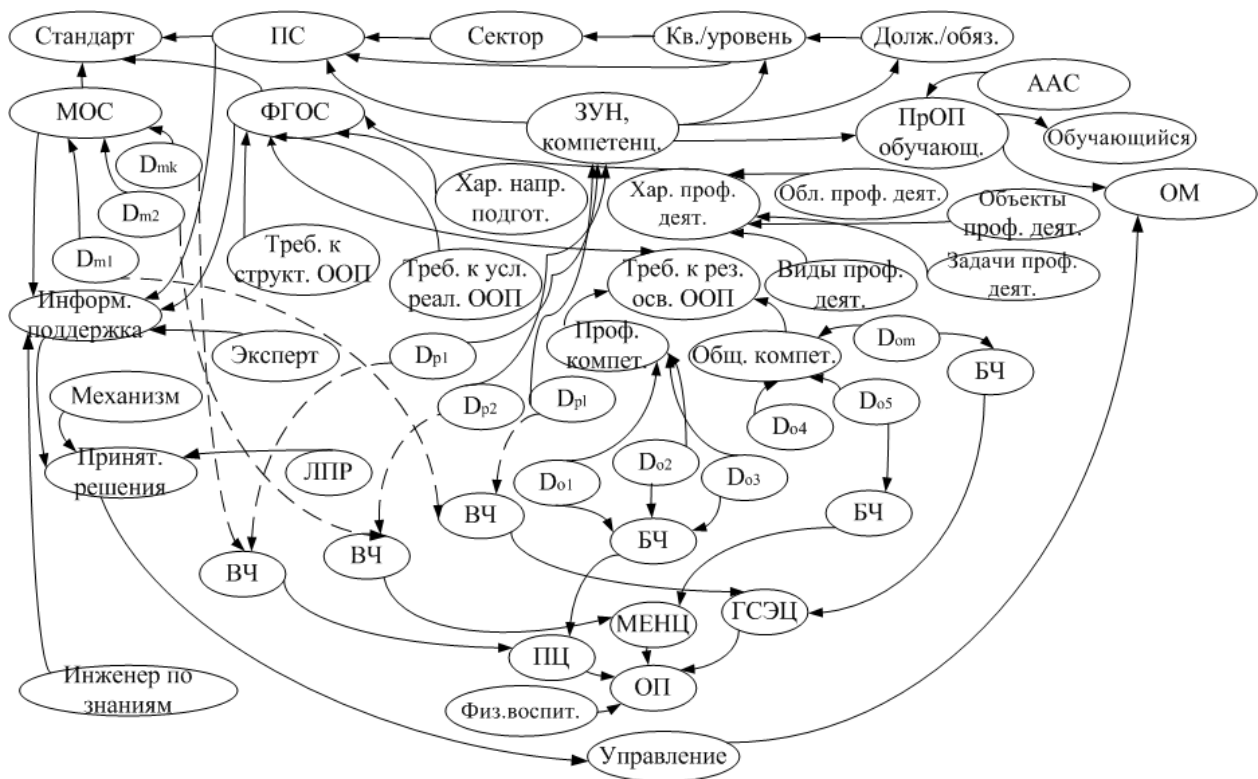 Стандарт
ПС
Сектор
Кв./уровень
Долж./обяз.
МОС
ФГОС
ЗУН,
компетенц.
ПрОП
обучающ.
ААС
Обучающийся
ОМ
Dmk
Dm2
Dm1
Хар. напр.
подгот.
Хар. проф.
деят.
Обл. проф. деят.
Объекты
проф. деят.
Треб. к
структ. ООП
Треб. к усл.
реал. ООП
Треб. к рез.
осв. ООП
Виды проф.
деят.
Задачи проф.
деят.
Информ.
поддержка
Эксперт
Dp1
Проф.
компет.
Общ. компет.
Dom
БЧ
Механизм
Dp2
Dpl
Do4
Do5
Принят.
решения
ЛПР
Do1
Do2
Do3
ВЧ
БЧ
БЧ
ВЧ
ВЧ
МЕНЦ
ГСЭЦ
ПЦ
ОП
Инженер по
знаниям
Физ.воспит.
Управление